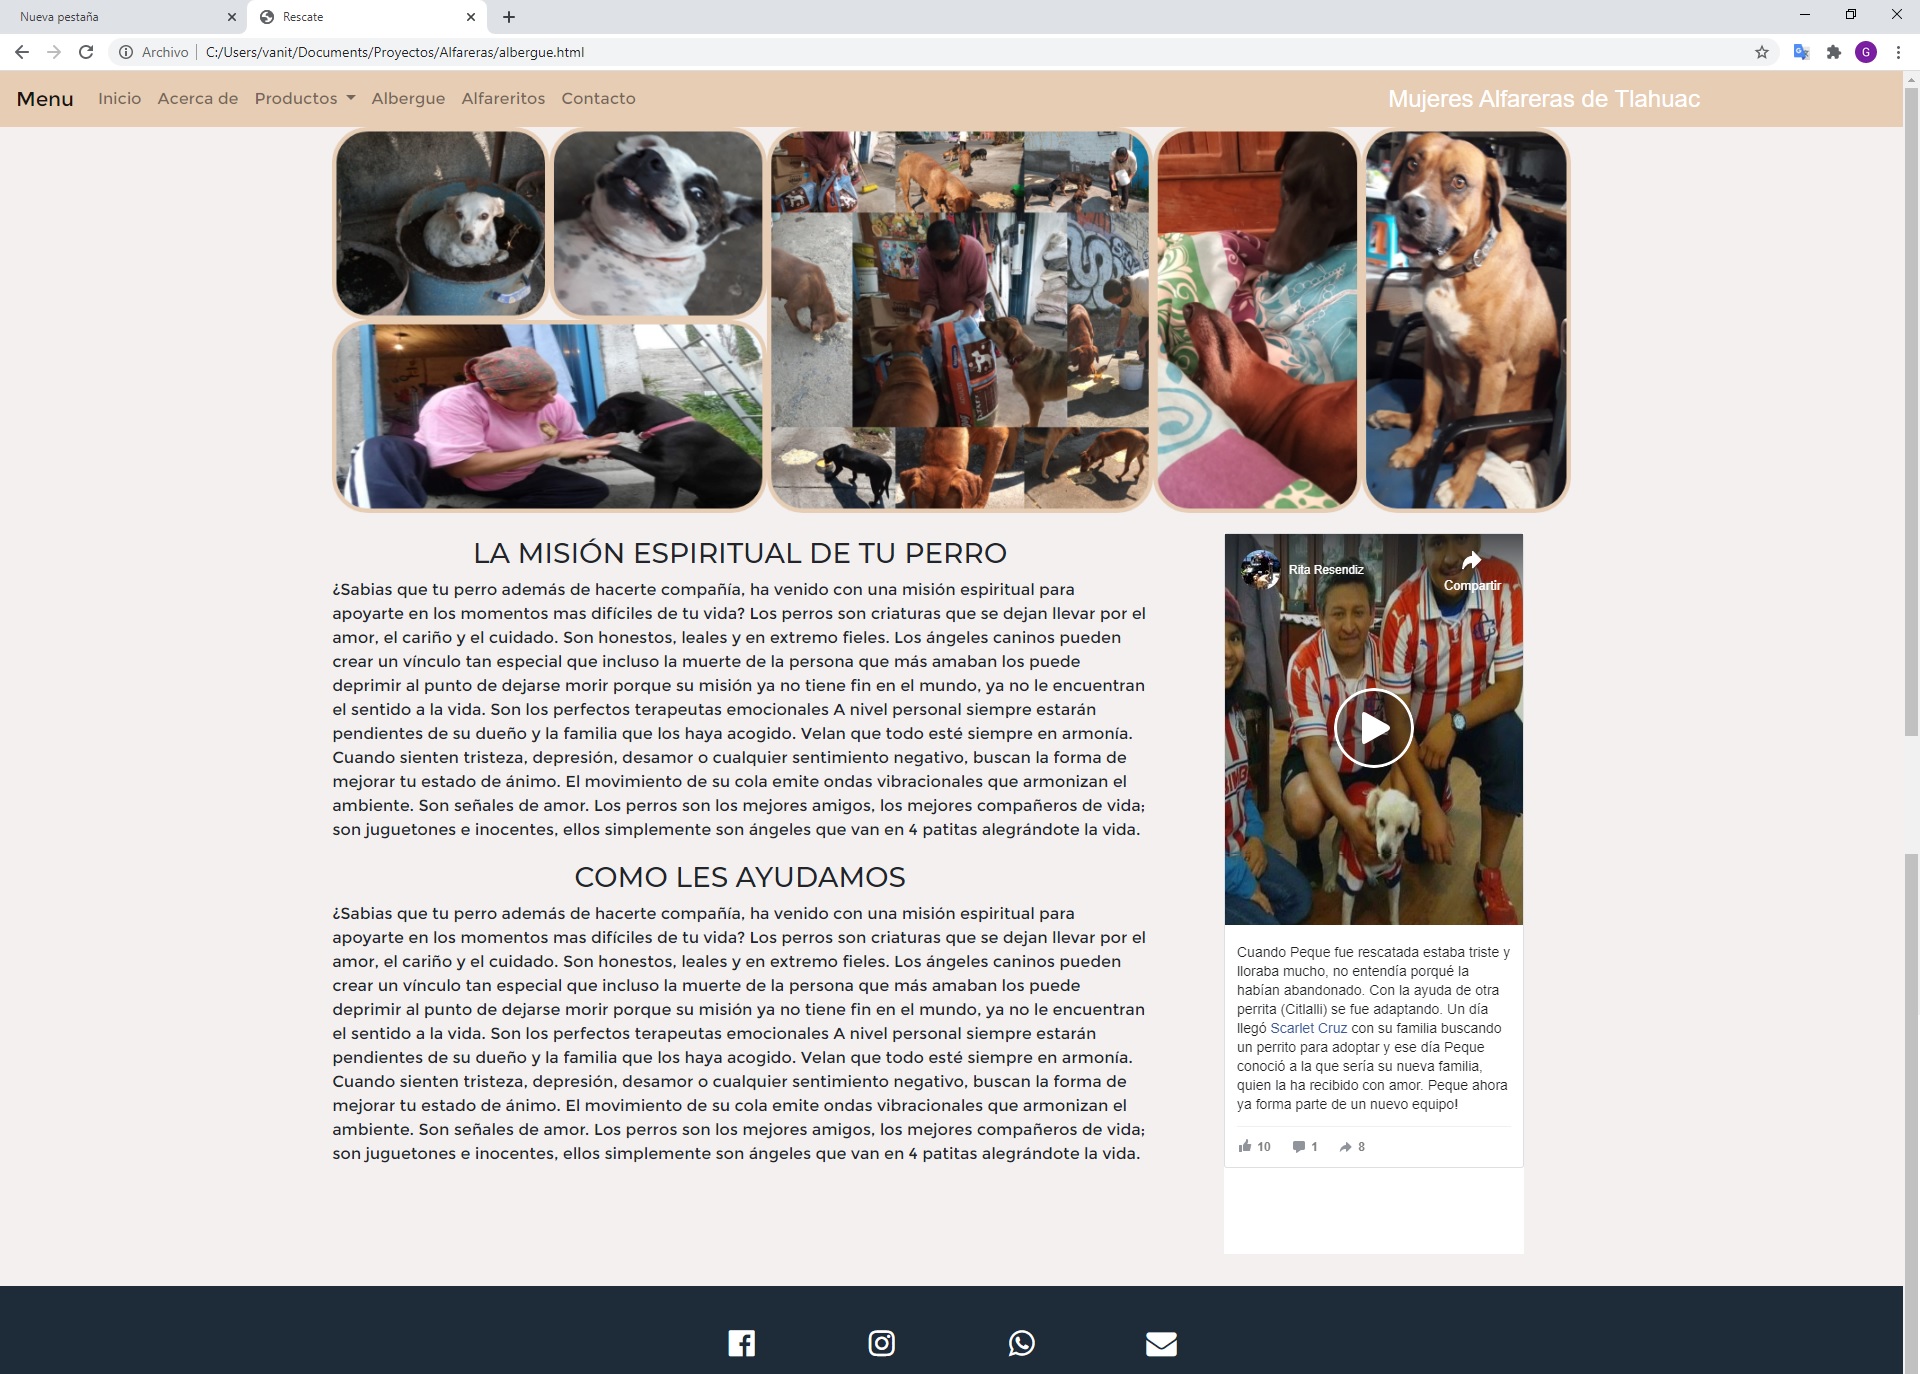 Nueva pestaña
Rescate
Archivo
C:/Users/vanit/Documents/Proyectos/Alfareras/albergue.html
G
Menu Inicio Acerca de Productos Albergue Alfareritos Contacto
Mujeres Alfareras de Tlahuac
LA MISIÓN ESPIRITUAL DE TU PERRO
¿Sabias que tu perro además de hacerte compañía, ha venido con una misión espiritual para
apoyarte en los momentos mas difíciles de tu vida? Los perros son criaturas que se dejan llevar por el
amor, el cariño y el cuidado. Son honestos, leales y en extremo fieles. Los ángeles caninos pueden
crear un vínculo tan especial que incluso la muerte de la persona que más amaban los puede
deprimir al punto de dejarse morir porque su misión ya no tiene fin en el mundo, ya no le encuentran
el sentido a la vida. Son los perfectos terapeutas emocionales A nivel personal siempre estarán
pendientes de su dueño y la familia que los haya acogido. Velan que todo esté siempre en armonía.
Cuando sienten tristeza, depresión, desamor o cualquier sentimiento negativo, buscan la forma de
mejorar tu estado de ánimo. El movimiento de su cola emite ondas vibracionales que armonizan el
ambiente. Son señales de amor. Los perros son los mejores amigos, los mejores compañeros de vida;
son juguetones e inocentes, ellos simplemente son ángeles que van en 4 patitas alegrándote la vida.
COMO LES AYUDAMOS
¿Sabias que tu perro además de hacerte compañía, ha venido con una misión espiritual para
apoyarte en los momentos mas difíciles de tu vida? Los perros son criaturas que se dejan llevar por el
amor, el cariño y el cuidado. Son honestos, leales y en extremo fieles. Los ángeles caninos pueden
crear un vínculo tan especial que incluso la muerte de la persona que más amaban los puede
deprimir al punto de dejarse morir porque su misión ya no tiene fin en el mundo, ya no le encuentran
el sentido a la vida. Son los perfectos terapeutas emocionales A nivel personal siempre estarán
pendientes de su dueño y la familia que los haya acogido. Velan que todo esté siempre en armonía.
Cuando sienten tristeza, depresión, desamor o cualquier sentimiento negativo, buscan la forma de
mejorar tu estado de ánimo. El movimiento de su cola emite ondas vibracionales que armonizan el
ambiente. Son señales de amor. Los perros son los mejores amigos, los mejores compañeros de vida;
son juguetones e inocentes, ellos simplemente son ángeles que van en 4 patitas alegrándote la vida.
Rita Resendiz
Compartir
Cuando Peque fue rescatada estaba triste y
lloraba mucho, no entendía porqué la
habían abandonado. Con la ayuda de otra
perrita (Citlalli) se fue adaptando. Un día
llegó Scarlet Cruz con su familia buscando
un perrito para adoptar y ese día Peque
conoció a la que sería su nueva familia,
quien la ha recibido con amor. Peque ahora
ya forma parte de un nuevo equipo!
10 1 8